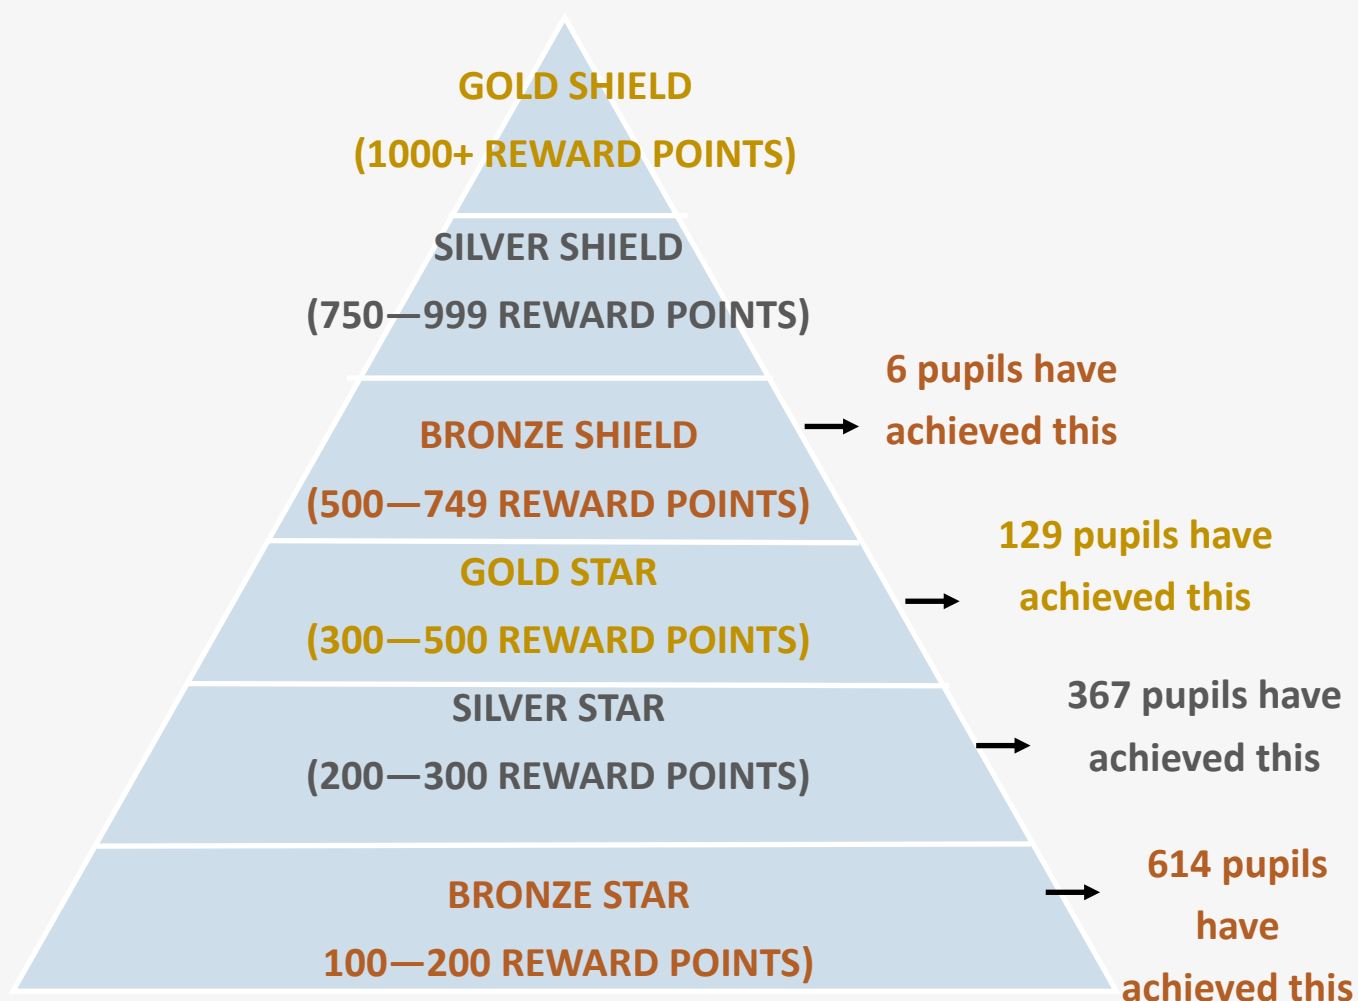 GOLD SHIELD
(1000+ REWARD POINTS)
SILVER SHIELD
(750—999 REWARD POINTS)
6 pupils have
achieved this
BRONZE SHIELD
(500—749 REWARD POINTS)
129 pupils have
achieved this
GOLD STAR
(300—500 REWARD POINTS)
367 pupils have
achieved this
SILVER STAR
(200—300 REWARD POINTS)
614 pupils
have
achieved this
BRONZE STAR
100—200 REWARD POINTS)